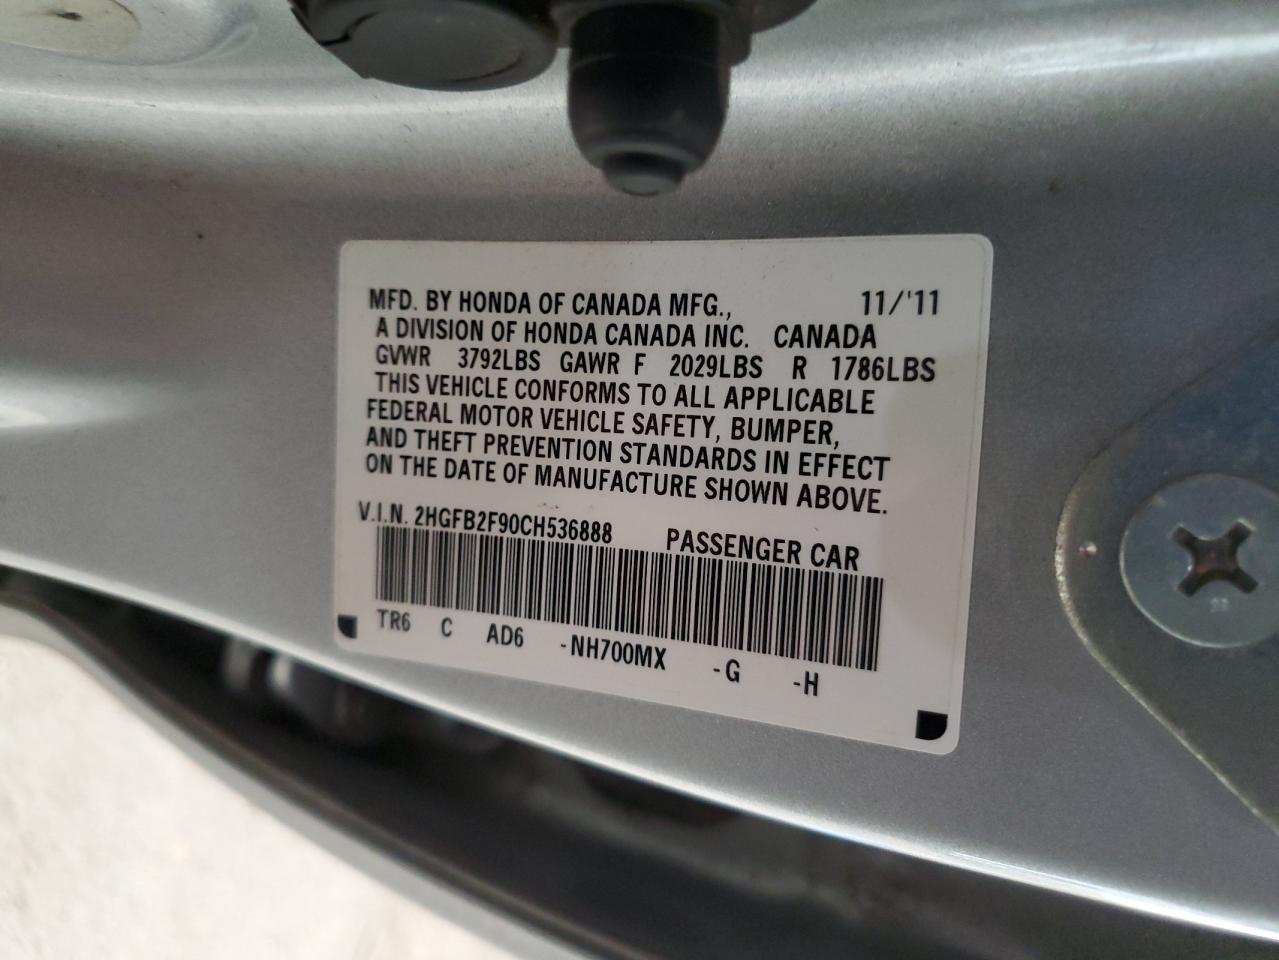 MFD. BY HONDA OF CANADA MFG., 11/'11
A DIVISION OF HONDA CANADA INC. CANADA
GVWR 3792LBS GAWR F 2029LBS R 1786LBS
THIS VEHICLE CONFORMS TO ALL APPLICABLE
FEDERAL MOTOR VEHICLE SAFETY, BUMPER,
AND THEFT PREVENTION STANDARDS IN EFFECT
ON THE DATE OF MANUFACTURE SHOWN ABOVE.
V.I.N. 2HGFB2F90CH536888 PASSENGER CAR
TR6 C AD6 -NH700MX -G -H